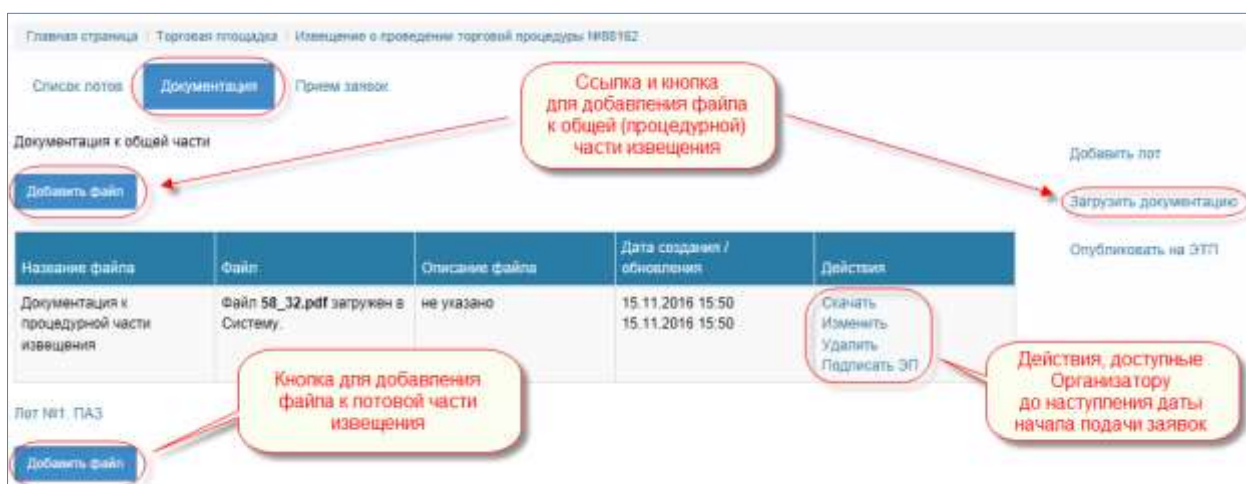 Главная страница / Торговая площадка / Извещение о проведении торговой процедуры №88162
Список лотов
Документация
Прием заявок
Ссылка и кнопка
для добавления файла
к общей (процедурной)
части извещения
Документация к общей части
Добавить файл
Добавить лот
Загрузить документацию
Опубликовать на ЭТП
Название файла
Файл
Описание файла
Дата создания /
обновления
Действия
Документация к
процедурной части
извещения
Файл 58_32.pdf загружен в
Систему.
не указано
15.11.2016 15:50
15.11.2016 15:50
Скачать
Изменить
Удалить
Подписать ЭП
Кнопка для добавления
файла к лотовой части
извещения
Действия, доступные
Организатору
до наступления даты
начала подачи заявок
Лот №1. ПАЗ
Добавить файл